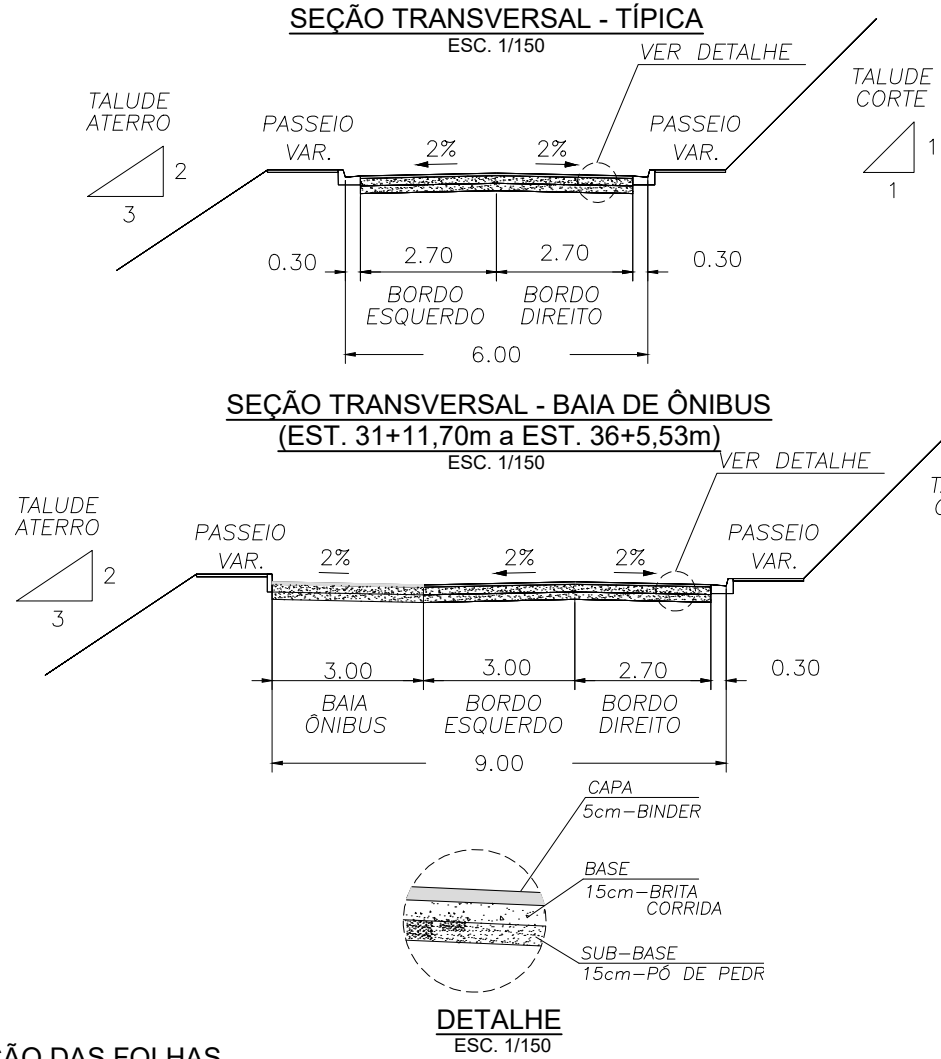 SEÇÃO TRANSVERSAL - TÍPICA
ESC. 1/150
VER DETALHE
TALUDE
ATERRO
2
3
PASSEIO
VAR.
2%
2%
PASSEIO
VAR.
TALUDE
CORTE
1
1
0.30
2.70
2.70
0.30
BORDO
ESQUERDO
BORDO
DIREITO
6.00
SEÇÃO TRANSVERSAL - BAIA DE ÔNIBUS
(EST. 31+11,70m a EST. 36+5,53m)
ESC. 1/150
VER DETALHE
TALUDE
ATERRO
2
3
PASSEIO
VAR.
2%
2%
2%
PASSEIO
VAR.
3.00
3.00
2.70
0.30
BAIA
ÔNIBUS
BORDO
ESQUERDO
BORDO
DIREITO
9.00
CAPA
5cm-BINDER
BASE
15cm-BRITA
CORRIDA
SUB-BASE
15cm-PÓ DE PEDR
DETALHE
ESC. 1/150
ÇÃO DAS FOLHAS